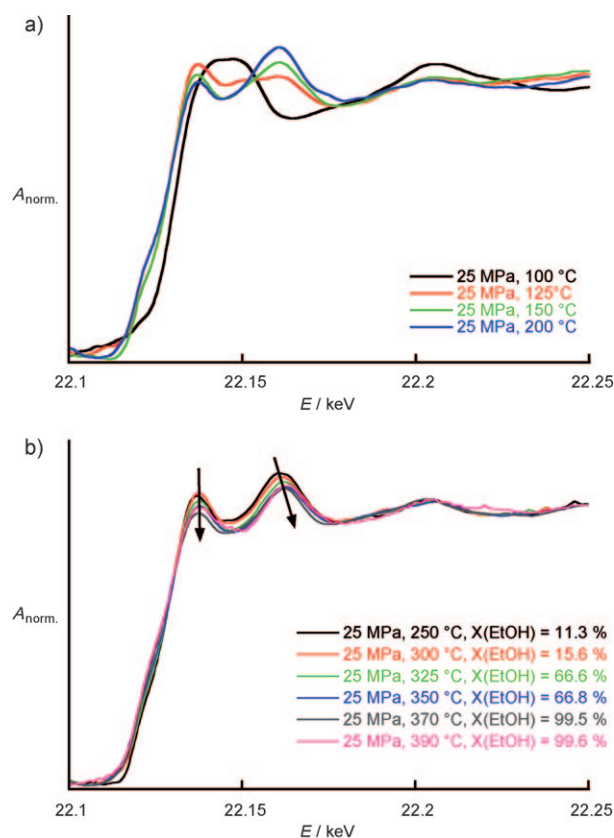 a)
A norm.
25 MPa, 100 °C
25 MPa, 125°C
25 MPa, 150 °C
25 MPa, 200 °C
22.1 22.15 22.2 22.25
E / keV
b)
A norm.
25 MPa, 250 °C, X(EtOH) = 11.3 %
25 MPa, 300 °C, X(EtOH) = 15.6 %
25 MPa, 325 °C, X(EtOH) = 66.6 %
25 MPa, 350 °C, X(EtOH) = 66.8 %
25 MPa, 370 °C, X(EtOH) = 99.5 %
25 MPa, 390 °C, X(EtOH) = 99.6 %
22.1 22.15 22.2 22.25
E / keV